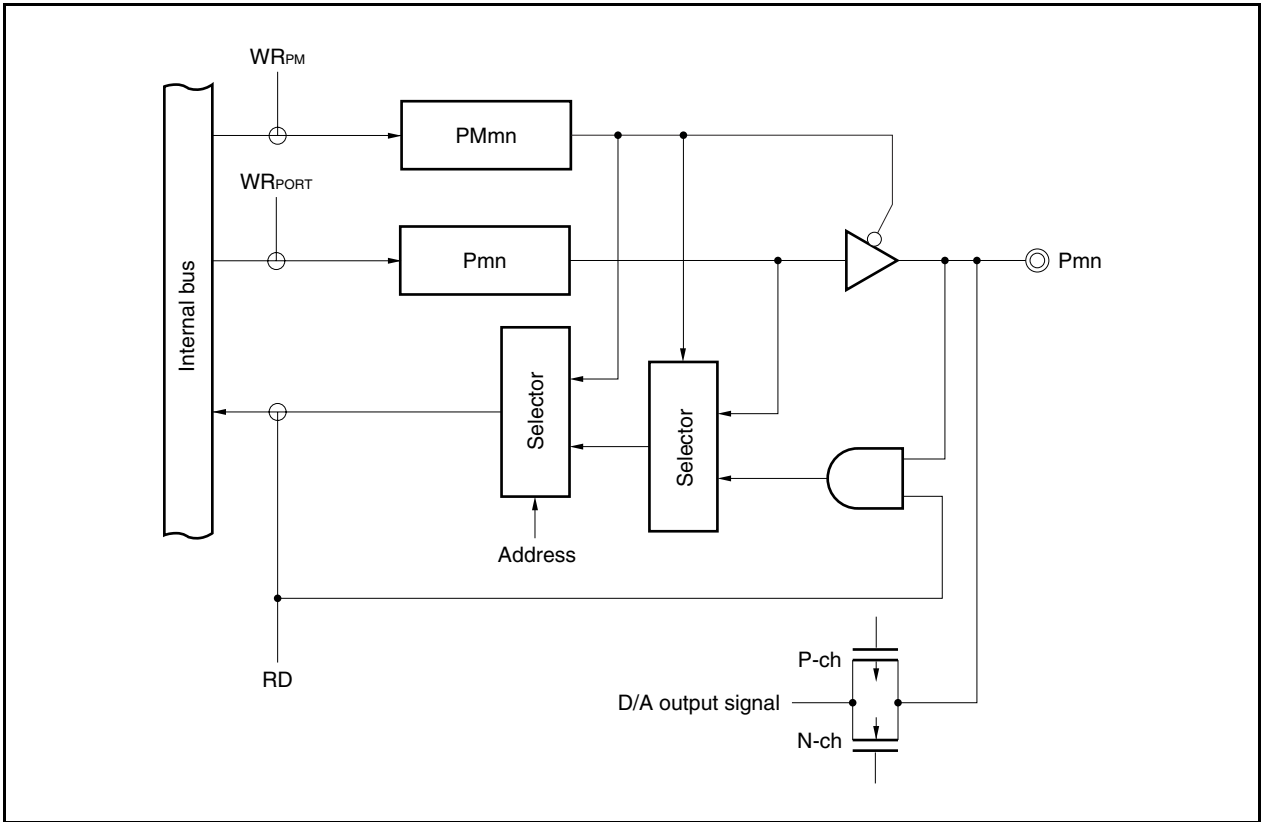 WRPM
PMmn
WRPORT
Pmn
Pmn
Internal bus
Selector
Selector
Address
RD
P-ch
D/A output signal
N-ch